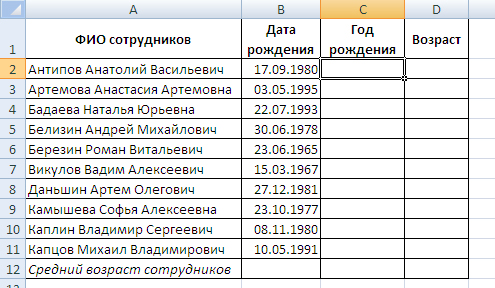 A B C D
1 ФИО сотрудников Дата рождения Год рождения Возраст
2 Антипов Анатолий Васильевич 17.09.1980
3 Артемова Анастасия Артемовна 03.05.1995
4 Бадаева Наталья Юрьевна 22.07.1993
5 Белизин Андрей Михайлович 30.06.1978
6 Березин Роман Витальевич 23.06.1965
7 Викулов Вадим Алексеевич 15.03.1967
8 Даньшин Артем Олегович 27.12.1981
9 Камышева Софья Алексеевна 23.10.1977
10 Каплин Владимир Сергеевич 08.11.1980
11 Капцов Михаил Владимирович 10.05.1991
12 Средний возраст сотрудников